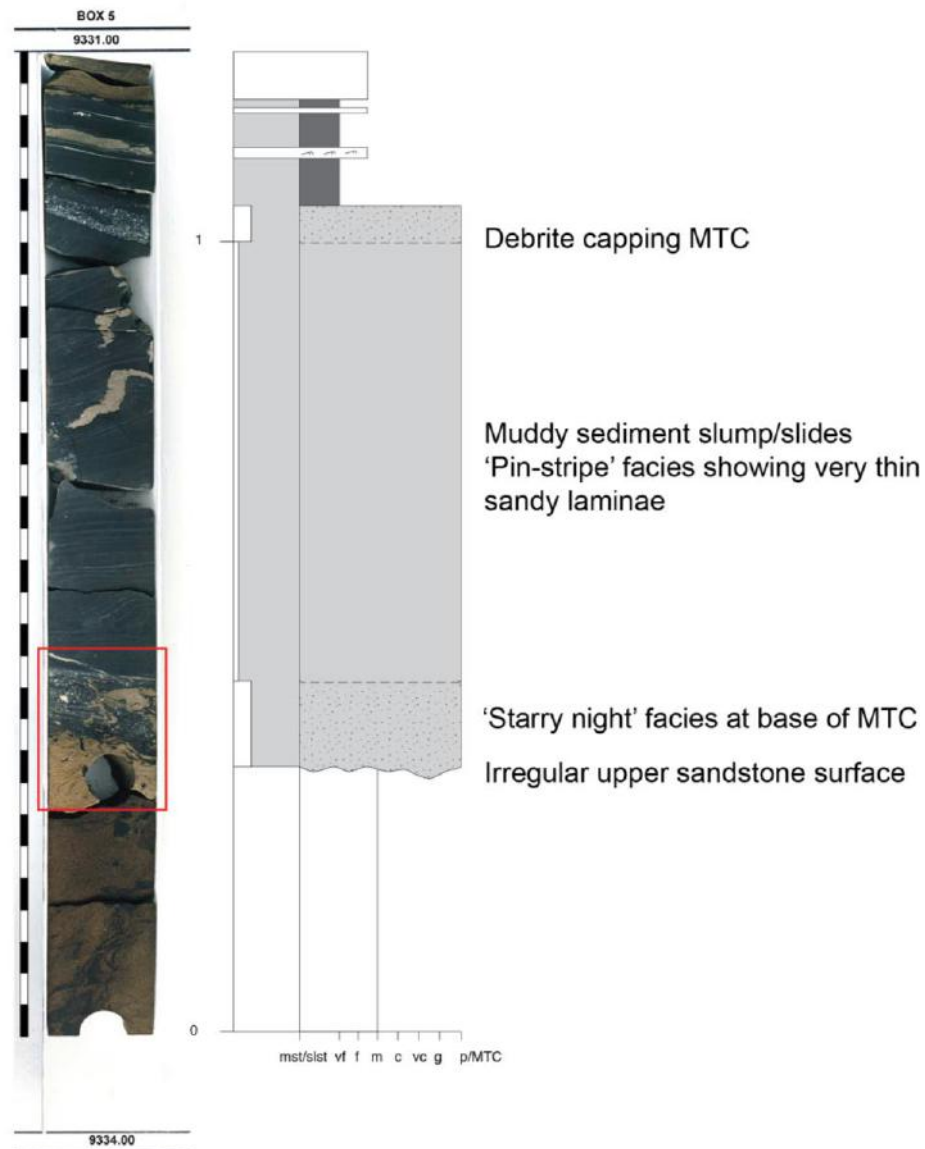 BOX 5
9331.00
1
Debrite capping MTC
Muddy sediment slump/slides
‘Pin-stripe’ facies showing very thin
sandy laminae
‘Starry night’ facies at base of MTC
Irregular upper sandstone surface
0
mst/slst vf f m c vc g p/MTC
9334.00